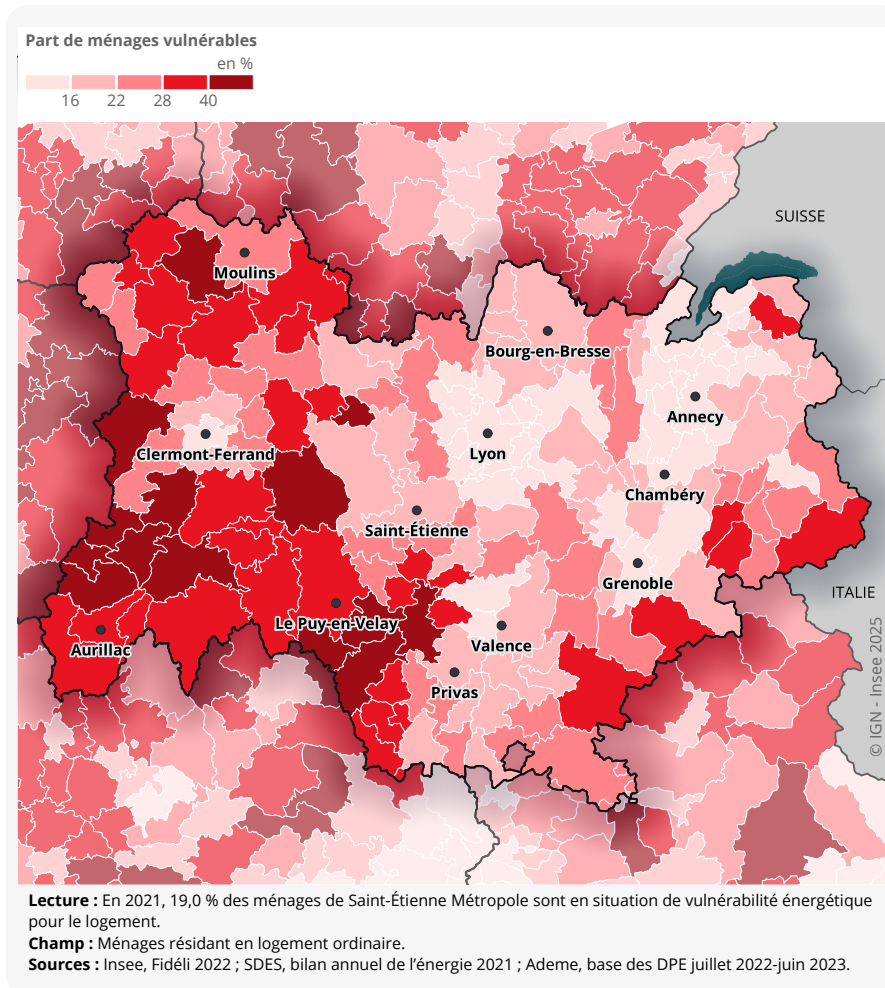 Part de ménages vulnérables
en %
16 22 28 40
SUISSE
Moulins
Bourg-en-Bresse
Annecy
Clermont-Ferrand
Lyon
Chambéry
Saint-Étienne
Grenoble
ITALIE
Le Puy-en-Velay
Aurillac
Valence
Privas
© IGN - Insee 2025
Lecture : En 2021, 19,0 % des ménages de Saint-Étienne Métropole sont en situation de vulnérabilité énergétique
pour le logement.
Champ : Ménages résidant en logement ordinaire.
Sources : Insee, Fidéli 2022 ; SDES, bilan annuel de l’énergie 2021 ; Ademe, base des DPE juillet 2022-juin 2023.